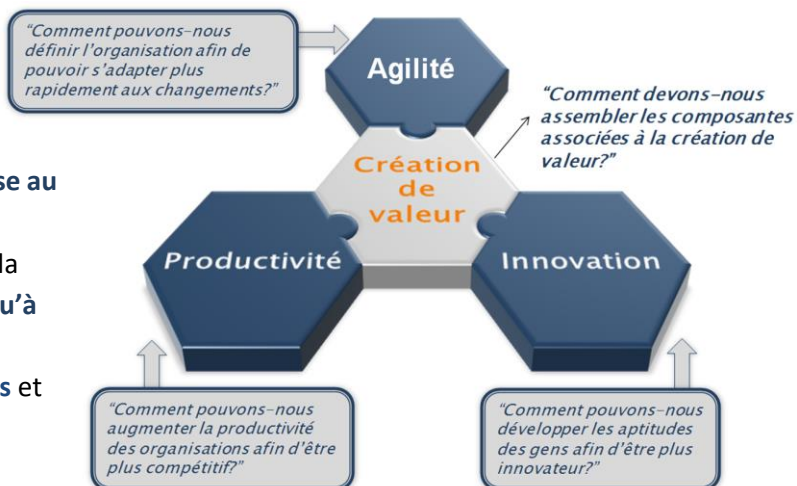 “Comment pouvons-nous
définir l’organisation afin de
pouvoir s’adapter plus
rapidement aux changements?”
Agilité
“Comment devons-nous
assembler les composantes
associées à la création de
valeur?”
Création
de
valeur
se au
la
u’à
s et
Productivité
Innovation
“Comment pouvons-nous
augmenter la productivité
des organisations afin d’être
plus compétitif?”
“Comment pouvons-nous
développer les aptitudes
des gens afin d’être plus
innovateur?”